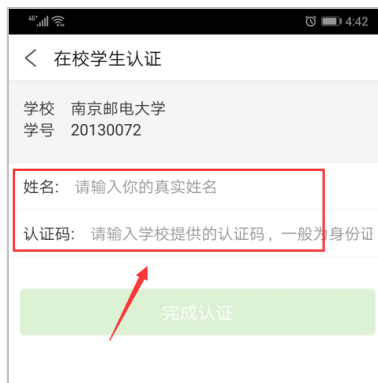 4G 4:42
在校学生认证
学校 南京邮电大学
学号 20130072
姓名: 请输入你的真实姓名
认证码: 请输入学校提供的认证码，一般为身份证
完成认证